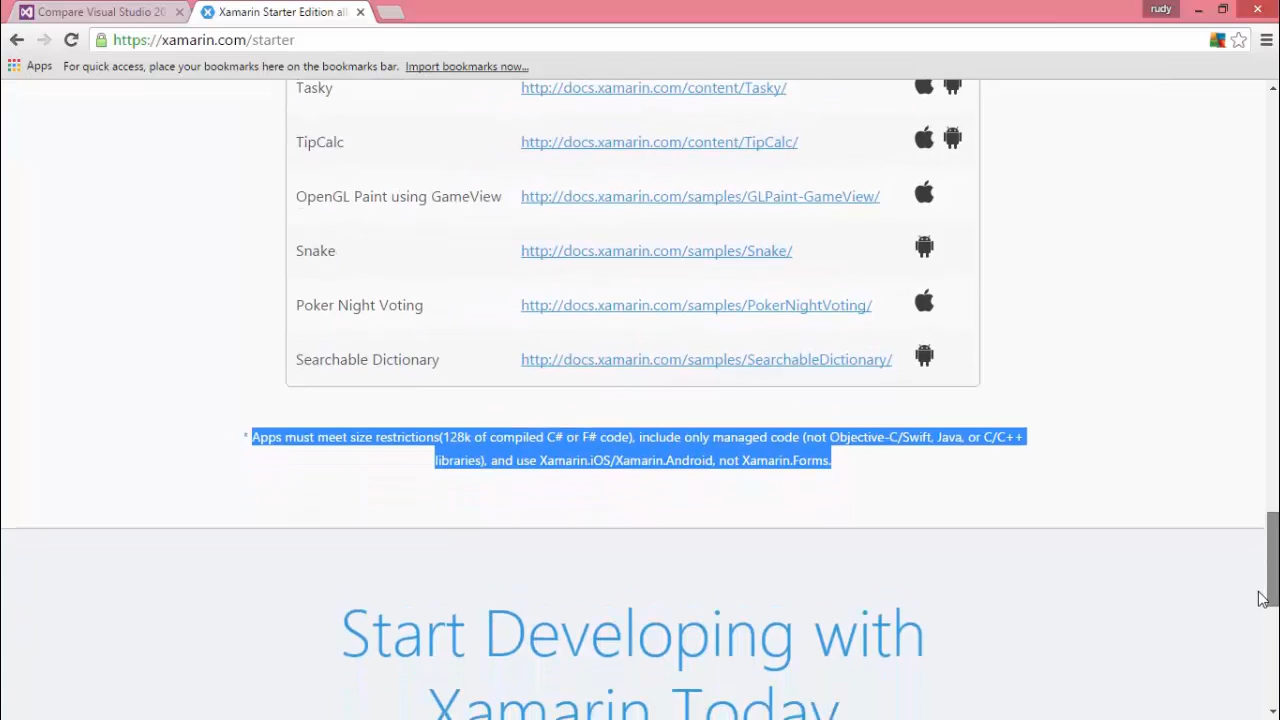 Compare Visual Studio 20
Xamarin Starter Edition all
rudy
https://xamarin.com/starter
Apps
For quick access, place your bookmarks here on the bookmarks bar. Import bookmarks now...
Tasky http://docs.xamarin.com/content/Tasky/
TipCalc http://docs.xamarin.com/content/TipCalc/
OpenGL Paint using GameView http://docs.xamarin.com/samples/GLPaint-GameView/
Snake http://docs.xamarin.com/samples/Snake/
Poker Night Voting http://docs.xamarin.com/samples/PokerNightVoting/
Searchable Dictionary http://docs.xamarin.com/samples/SearchableDictionary/
* Apps must meet size restrictions(128k of compiled C# or F# code), include only managed code (not Objective-C/Swift, Java, or C/C++
libraries), and use Xamarin.iOS/Xamarin.Android, not Xamarin.Forms.
Start Developing with
Xamarin Today